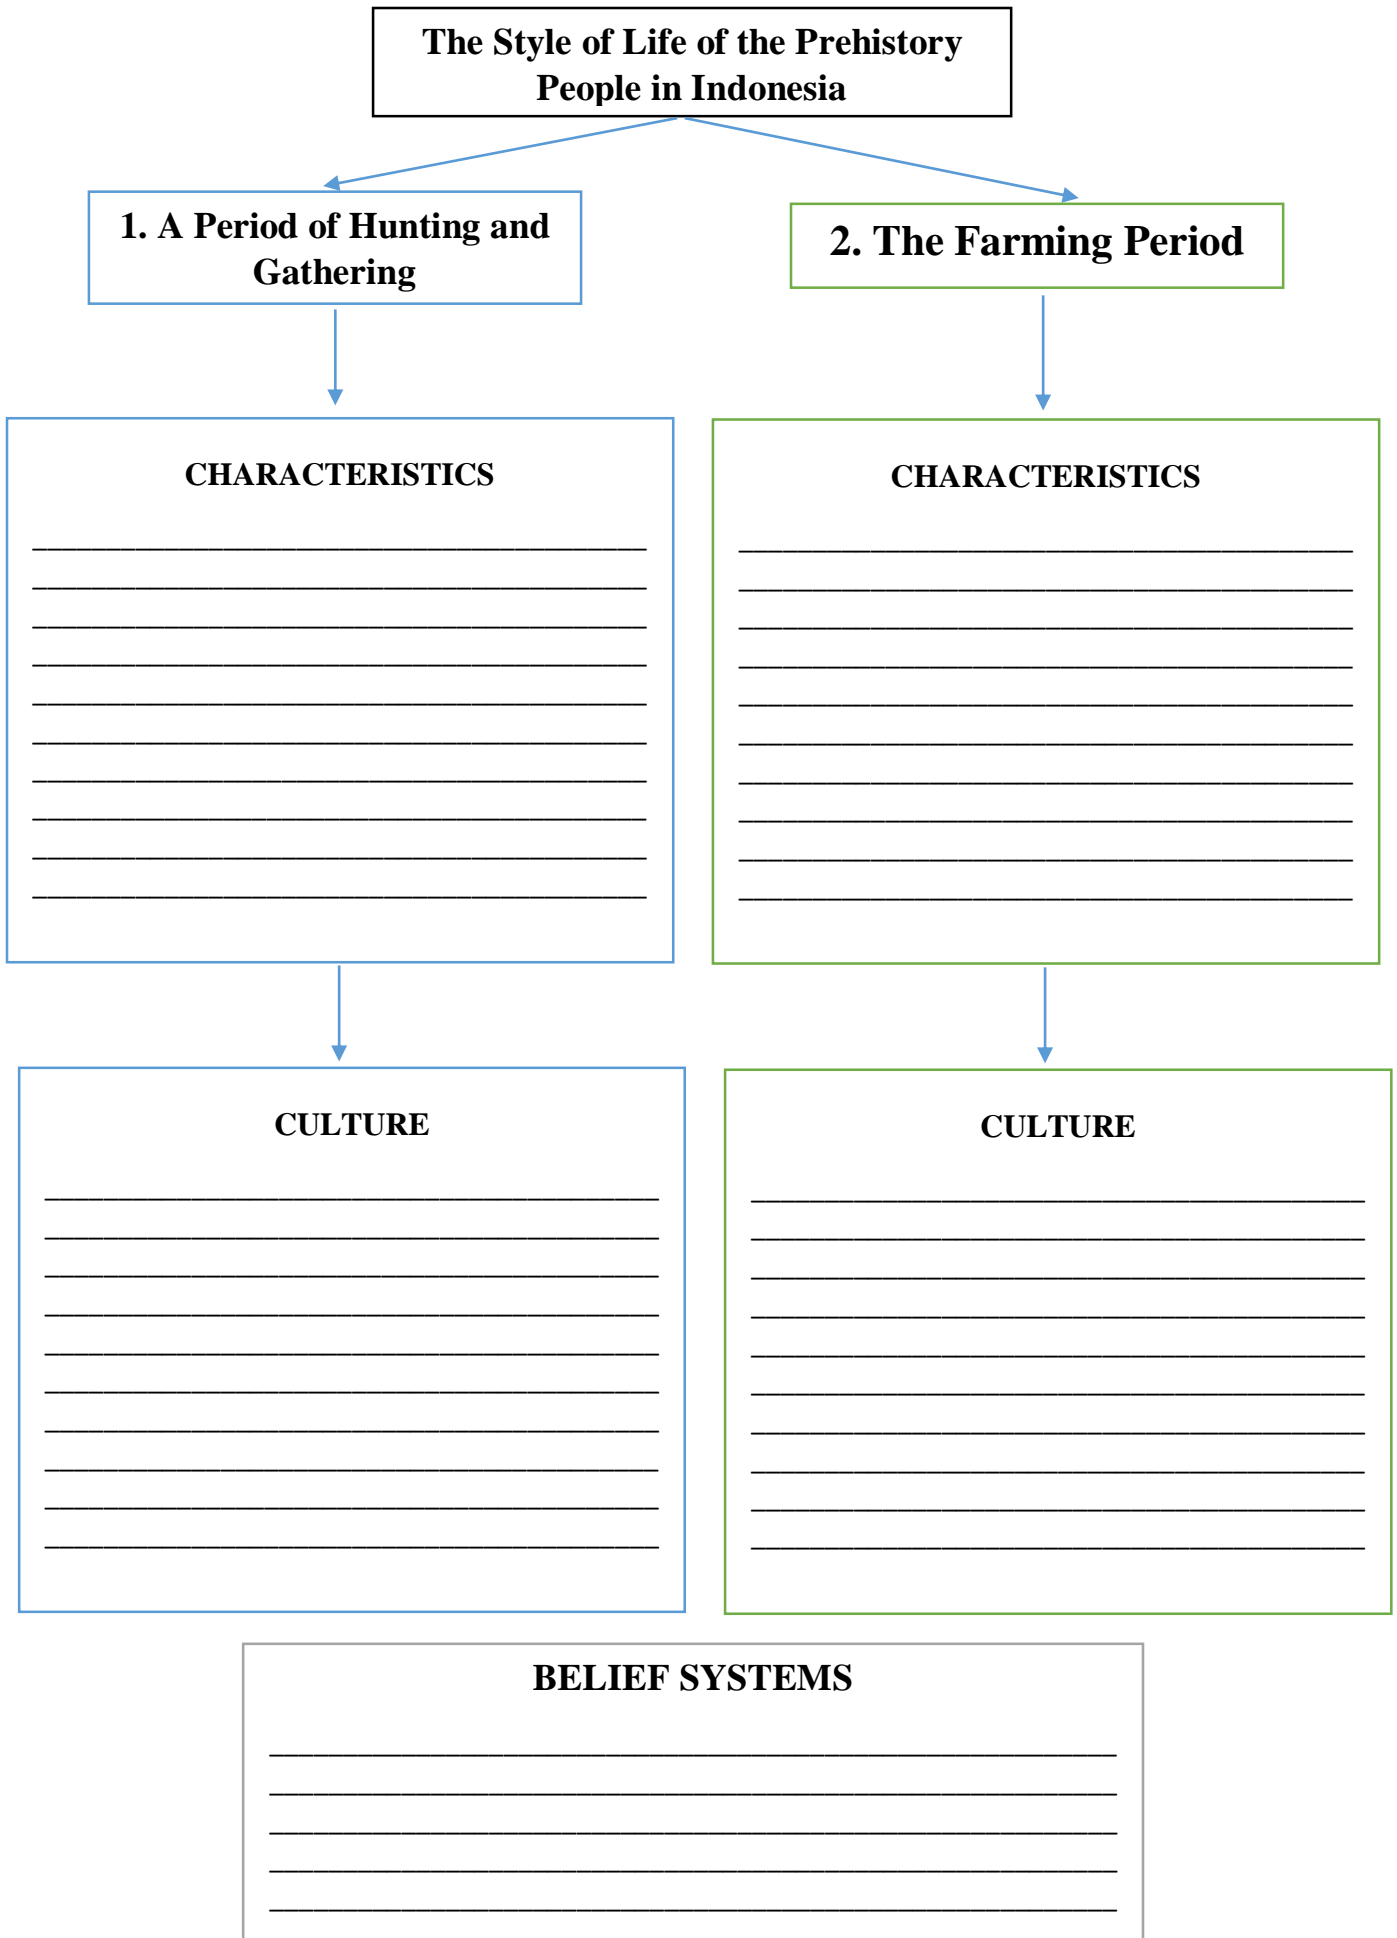 The Style of Life of the Prehistory
People in Indonesia
1. A Period of Hunting and
Gathering
2. The Farming Period
CHARACTERISTICS
CHARACTERISTICS
CULTURE
CULTURE
BELIEF SYSTEMS